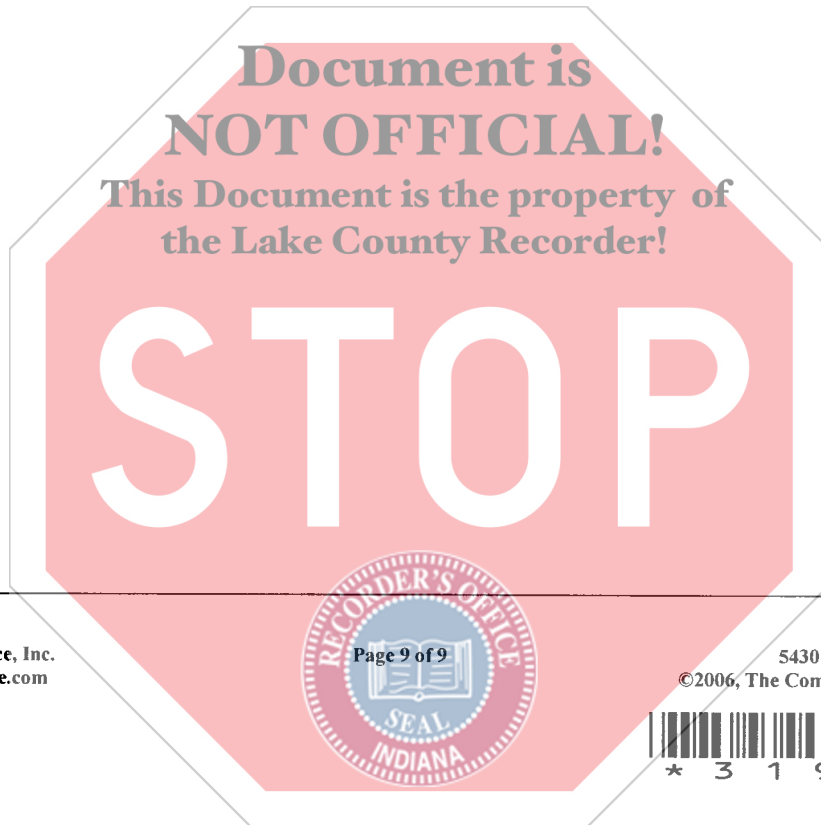 Document is
NOT OFFICIAL!
This Document is the property of
the Lake County Recorder!
STOP
RECORDER'S OFFICE
SEAL
INDIANA
ce, Inc.
e.com
Page 9 of 9
5430
©2006, The Com
* 3 1 9